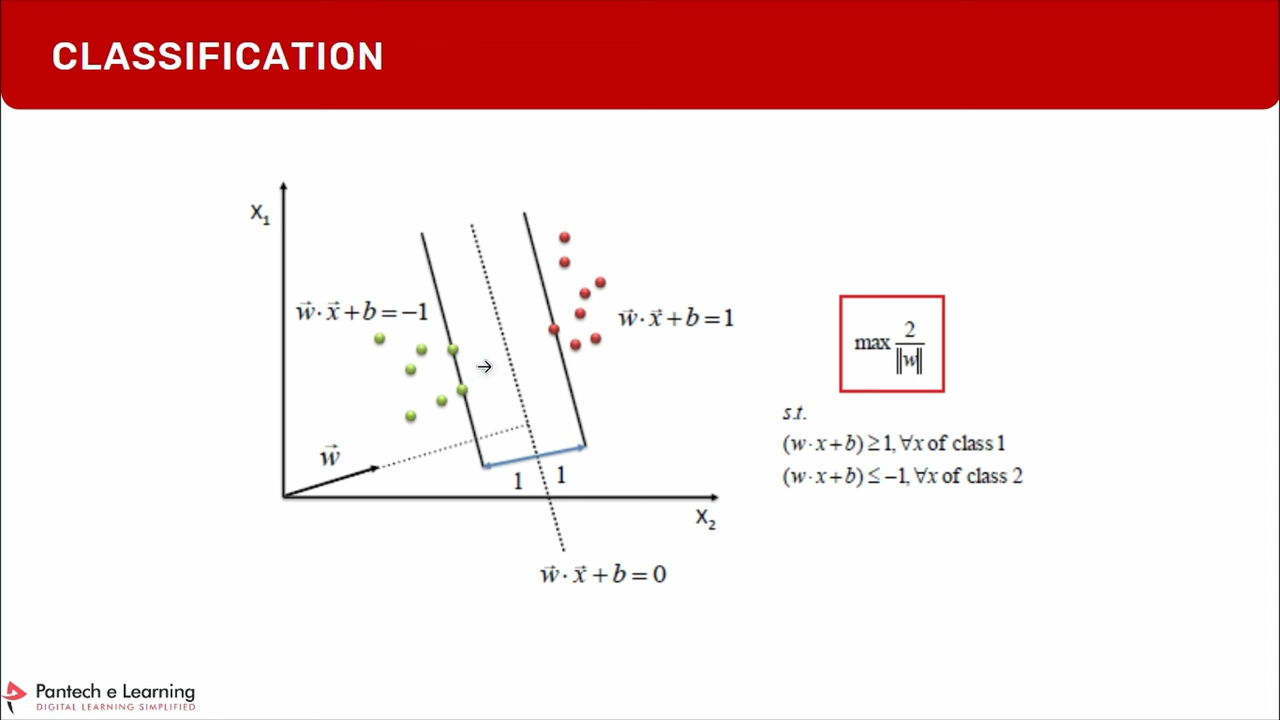 CLASSIFICATION
X₁
w⃗·x⃗+b=−1
w⃗·x⃗+b=1
max 2/‖w‖
s.t.
(w·x+b)≥1,∀x of class 1
(w·x+b)≤−1,∀x of class 2
w⃗
1 1
X₂
w⃗·x⃗+b=0
Pantech e Learning
DIGITAL LEARNING SIMPLIFIED